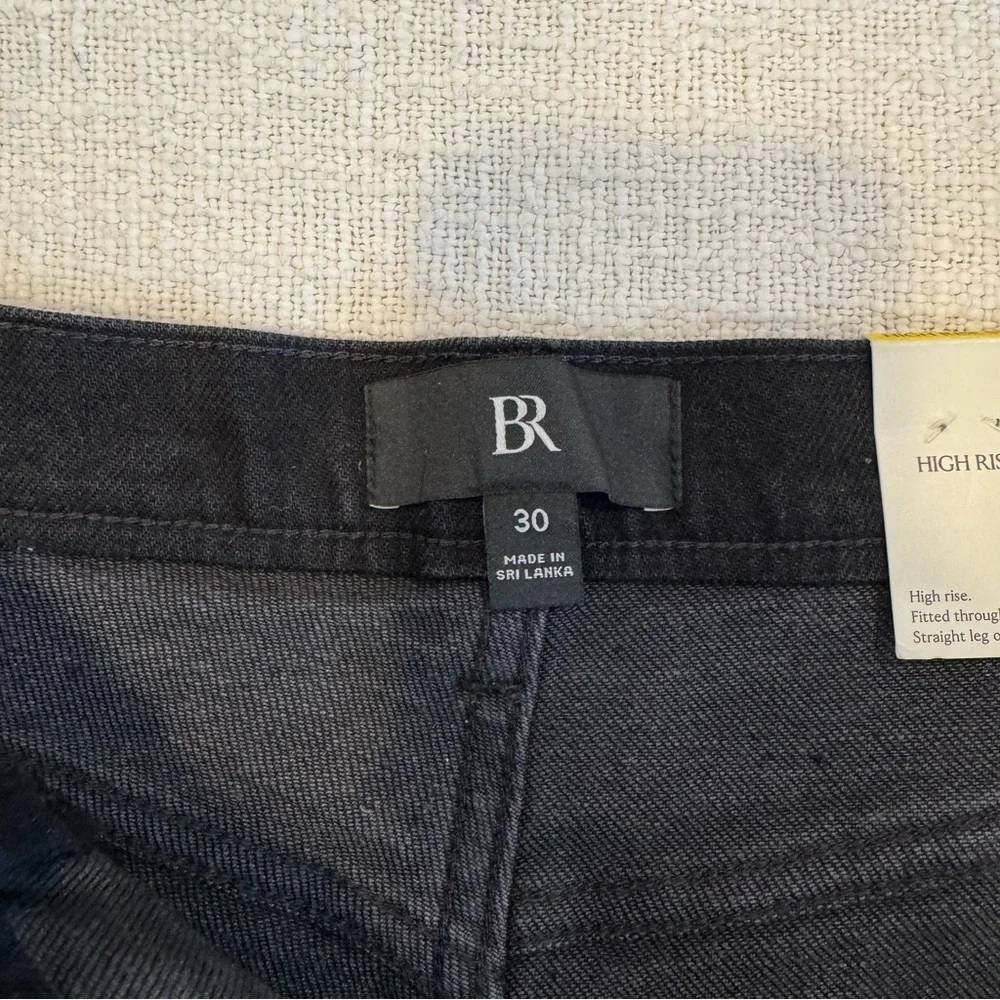 BR
30
MADE IN
SRI LANKA
HIGH RIS
High rise.
Fitted throug
Straight leg o